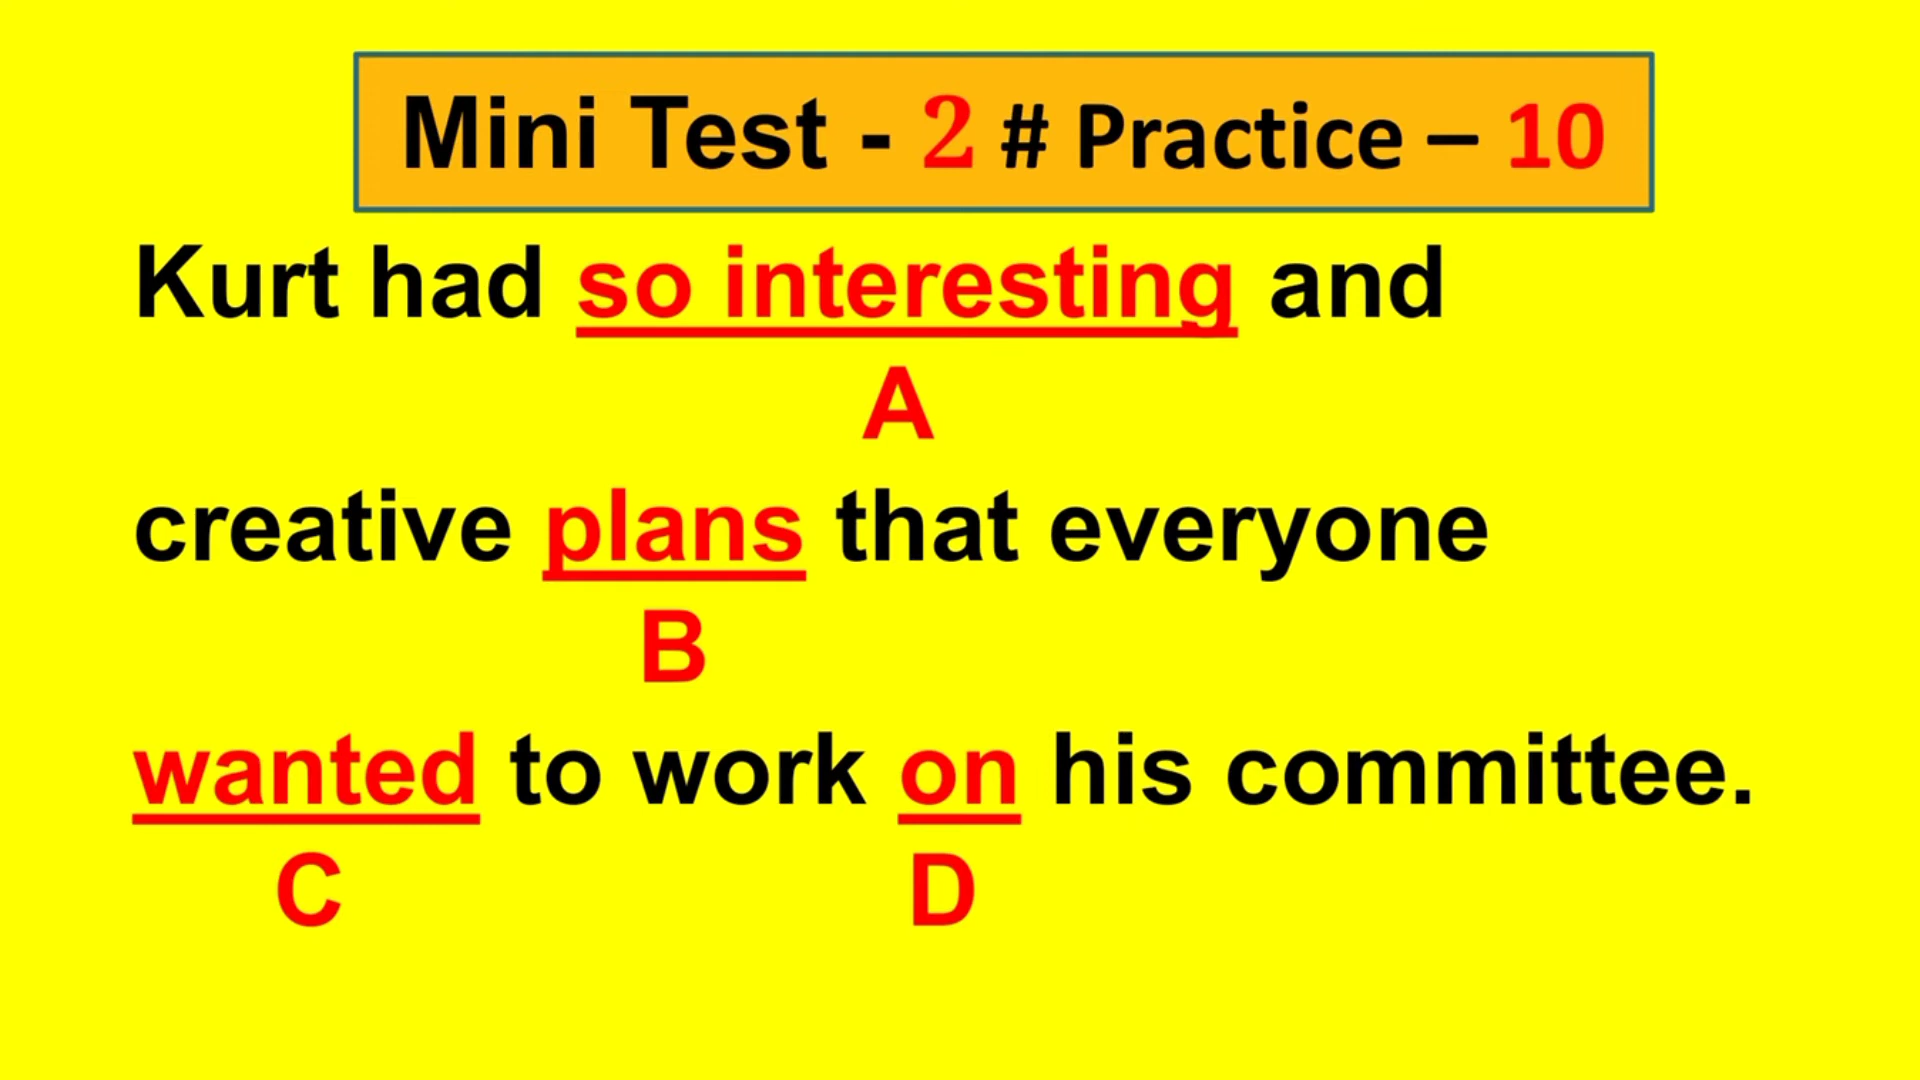 Mini Test - 2 # Practice – 10
Kurt had so interesting and
A
creative plans that everyone
B
wanted to work on his committee.
C D